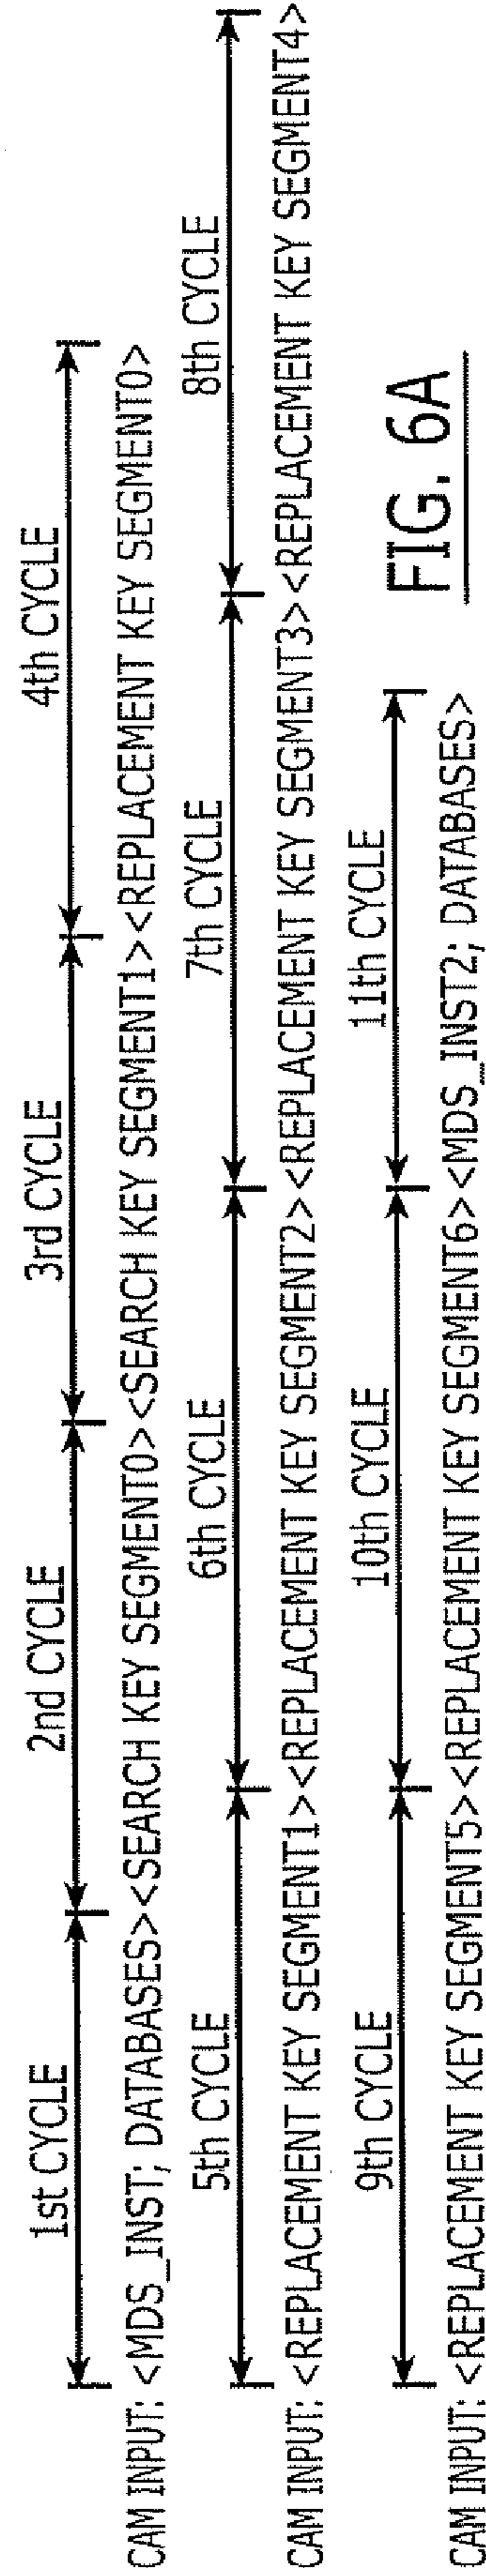 1st CYCLE 2nd CYCLE 3rd CYCLE 4th CYCLE
CAM INPUT: <MDS_INST; DATABASES><SEARCH KEY SEGMENT0><SEARCH KEY SEGMENT1><REPLACEMENT KEY SEGMENT0>
5th CYCLE 6th CYCLE 7th CYCLE 8th CYCLE
CAM INPUT: <REPLACEMENT KEY SEGMENT1><REPLACEMENT KEY SEGMENT2><REPLACEMENT KEY SEGMENT3><REPLACEMENT KEY SEGMENT4>
9th CYCLE 10th CYCLE 11th CYCLE
CAM INPUT: <REPLACEMENT KEY SEGMENT5><REPLACEMENT KEY SEGMENT6><MDS_INST2; DATABASES>
FIG. 6A